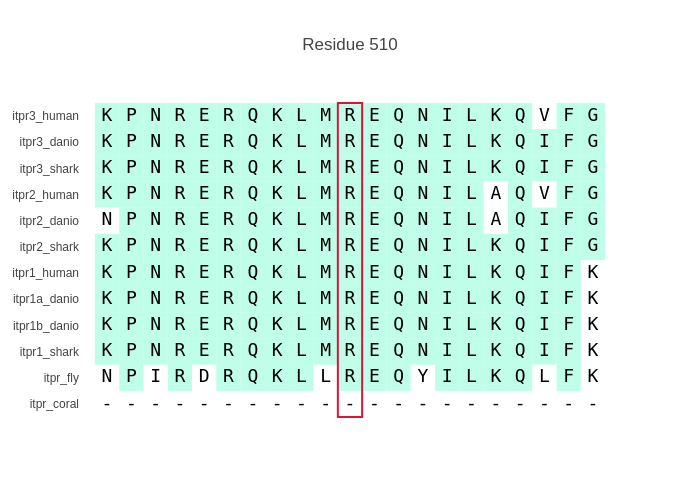 Residue 510
itpr3_human K P N R E R Q K L M R E Q N I L K Q V F G
itpr3_danio K P N R E R Q K L M R E Q N I L K Q I F G
itpr3_shark K P N R E R Q K L M R E Q N I L K Q I F G
itpr2_human K P N R E R Q K L M R E Q N I L A Q V F G
itpr2_danio N P N R E R Q K L M R E Q N I L A Q I F G
itpr2_shark K P N R E R Q K L M R E Q N I L K Q I F G
itpr1_human K P N R E R Q K L M R E Q N I L K Q I F K
itpr1a_danio K P N R E R Q K L M R E Q N I L K Q I F K
itpr1b_danio K P N R E R Q K L M R E Q N I L K Q I F K
itpr1_shark K P N R E R Q K L M R E Q N I L K Q I F K
itpr_fly N P I R D R Q K L L R E Q Y I L K Q L F K
itpr_coral - - - - - - - - - - - - - - - - - - - - -